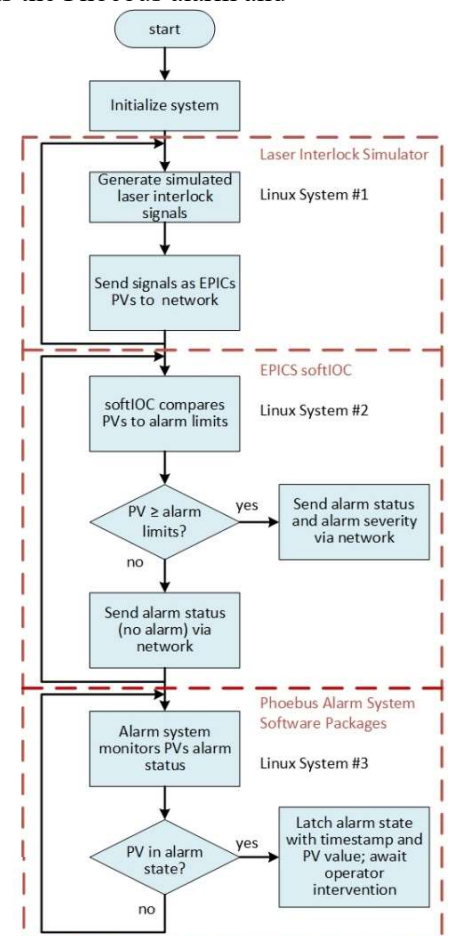 start
Initialize system
Laser Interlock Simulator
Generate simulated
laser interlock
signals
Linux System #1
Send signals as EPICs
PVs to network
EPICS softIOC
softIOC compares
PVs to alarm limits
Linux System #2
PV ≥ alarm
limits?
yes
Send alarm status
and alarm severity
via network
no
Send alarm status
(no alarm) via
network
Phoebus Alarm System
Software Packages
Alarm system
monitors PVs alarm
status
Linux System #3
PV in alarm
state?
yes
Latch alarm state
with timestamp and
PV value; await
operator
intervention
no